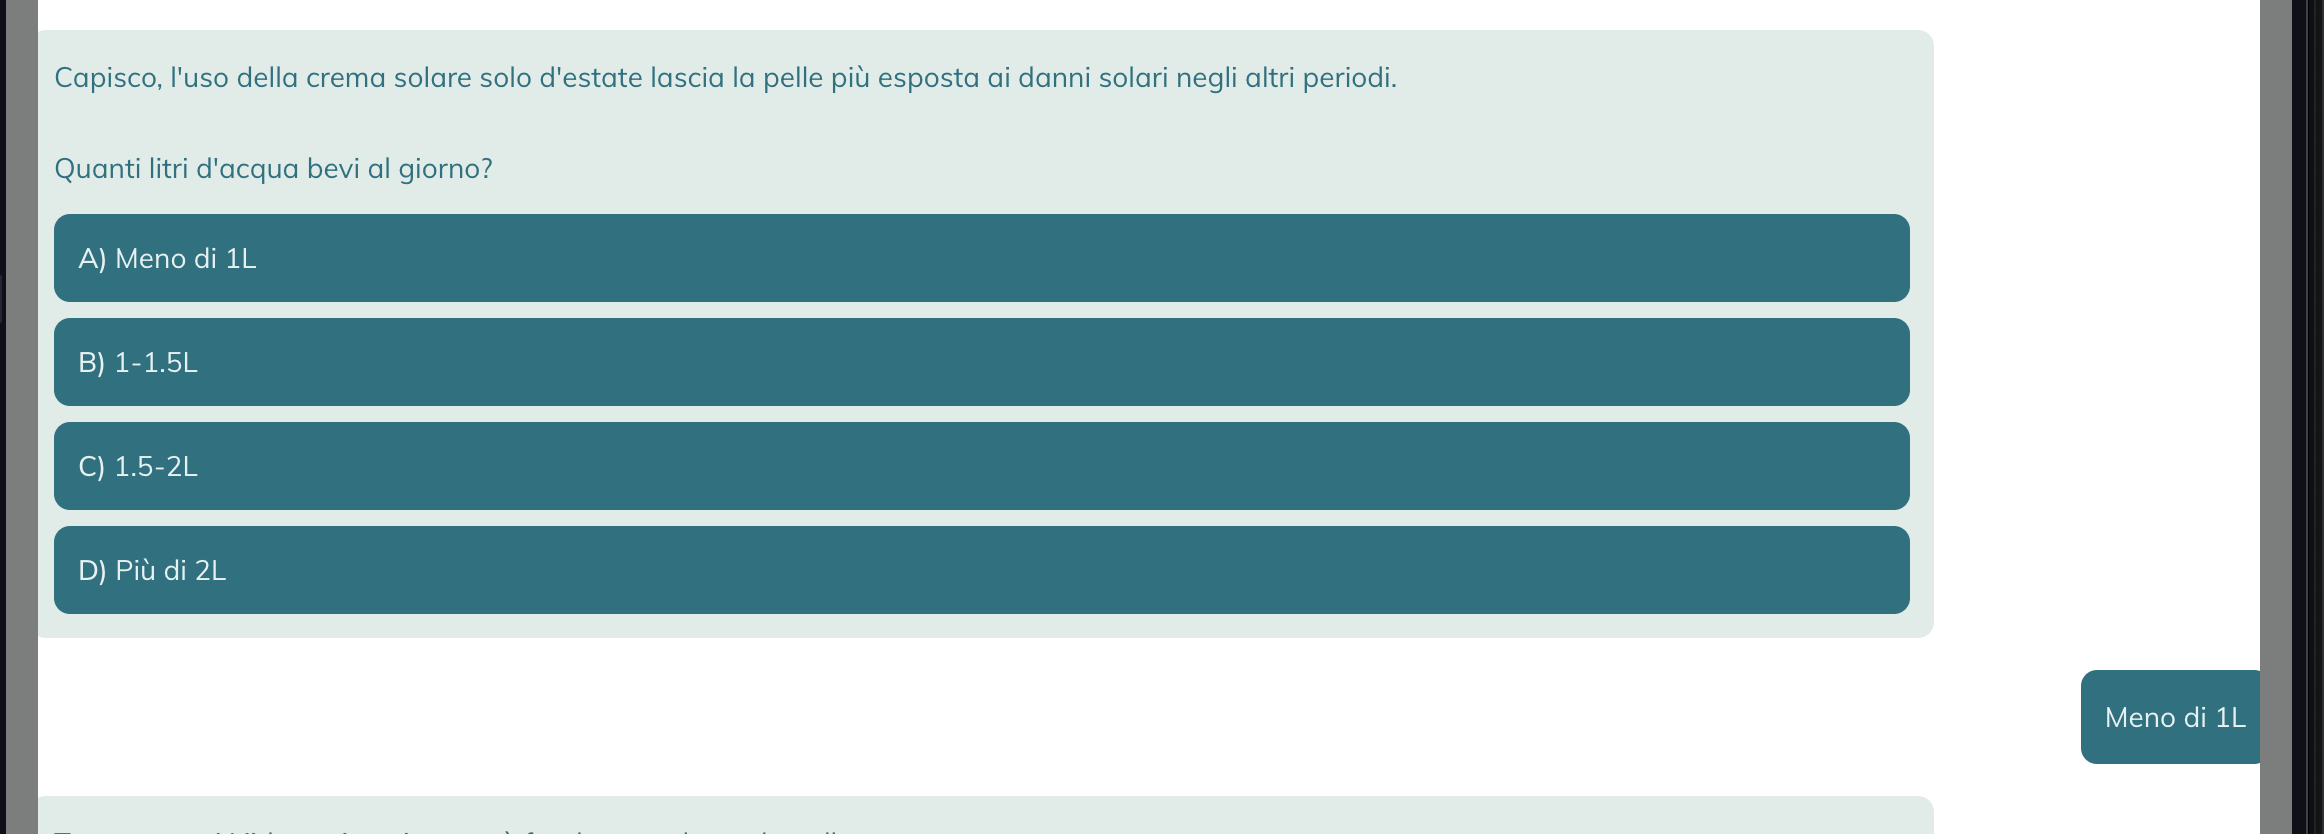 Capisco, l'uso della crema solare solo d'estate lascia la pelle più esposta ai danni solari negli altri periodi.
Quanti litri d'acqua bevi al giorno?
A) Meno di 1L
B) 1-1.5L
C) 1.5-2L
D) Più di 2L
Meno di 1L